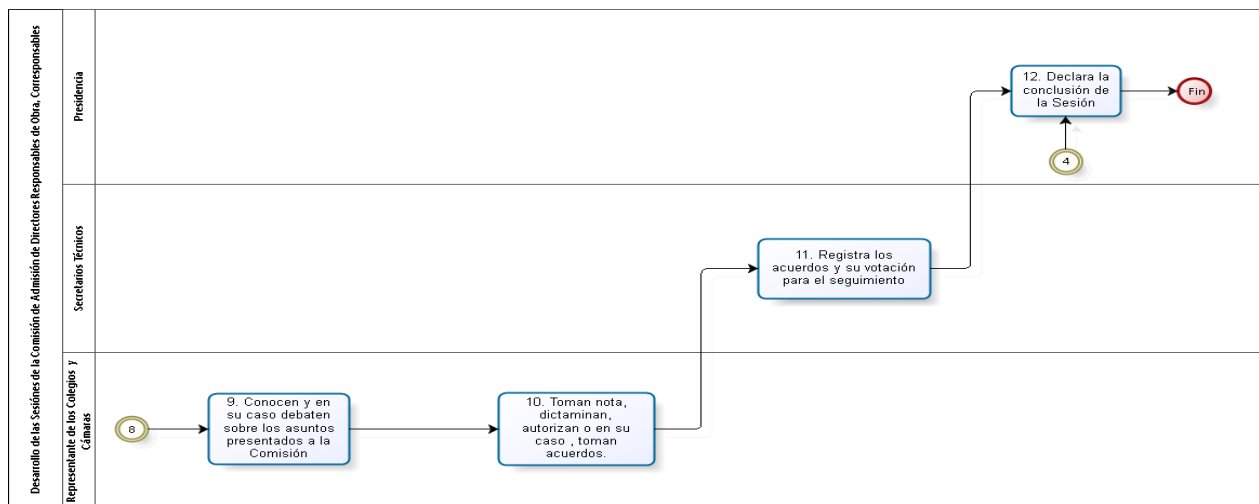 Desarrollo de las Sesiónes de la Comisión de Admisión de Directores Responsables de Obra, Corresponsables
Presidencia
12. Declara la
conclusión de
la Sesión
Fin
4
Secretarios Técnicos
11. Registra los
acuerdos y su votación
para el seguimiento
Representante de los Colegios y
Cámaras
8
9. Conocen y en
su caso debaten
sobre los asuntos
presentados a la
Comisión
10. Toman nota,
dictaminan,
autorizan o en su
caso , toman
acuerdos.